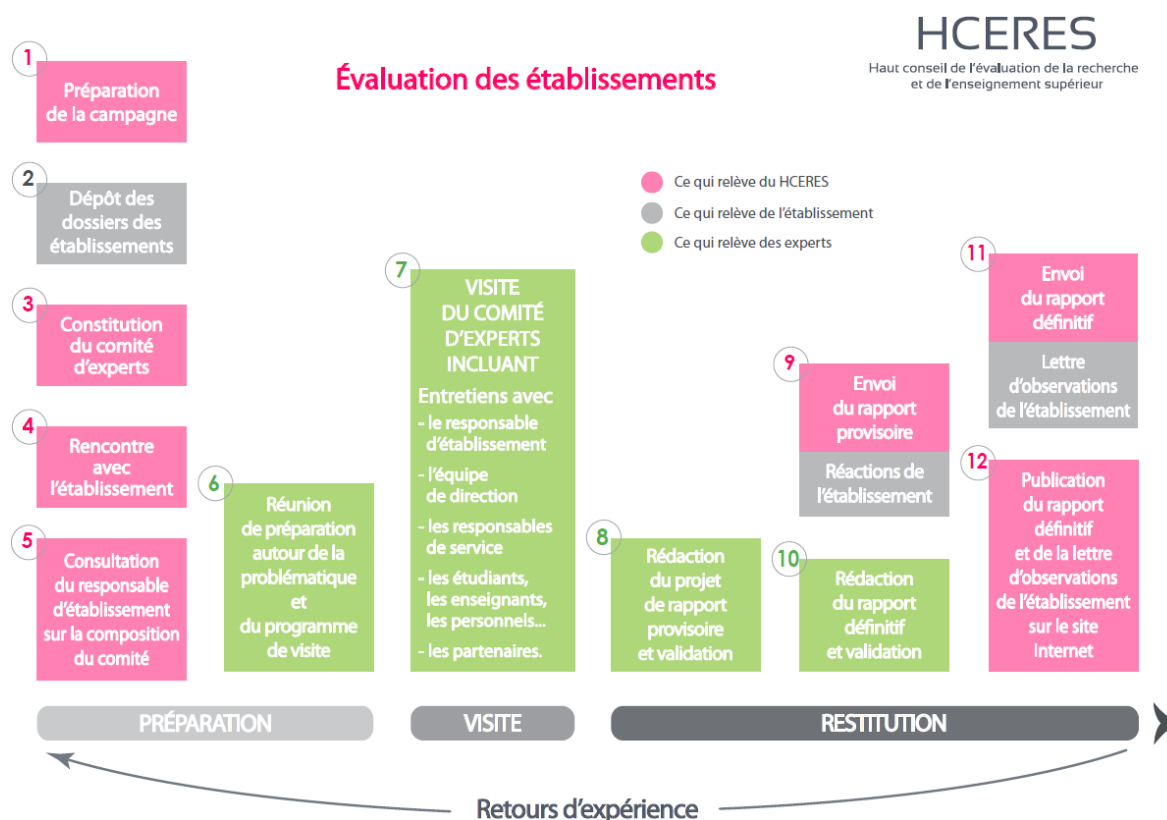 HCERES
Haut conseil de l'évaluation de la recherche
et de l'enseignement supérieur
Évaluation des établissements
Ce qui relève du HCERES
Ce qui relève de l'établissement
Ce qui relève des experts
1
Préparation
de la campagne
2
Dépôt des
dossiers des
établissements
3
Constitution
du comité
d'experts
4
Rencontre
avec
l'établissement
5
Consultation
du responsable
d'établissement
sur la composition
du comité
6
Réunion
de préparation
autour de la
problématique
et
du programme
de visite
7
VISITE
DU COMITÉ
D'EXPERTS
INCLUANT
Entretiens avec
- le responsable
d'établissement
- l'équipe
de direction
- les responsables
de service
- les étudiants,
les enseignants,
les personnels...
- les partenaires.
8
Rédaction
du projet
de rapport
provisoire
et validation
9
Envoi
du rapport
provisoire
Réactions de
l'établissement
10
Rédaction
du rapport
définitif
et validation
11
Envoi
du rapport
définitif
Lettre
d'observations
de l'établissement
12
Publication
du rapport
définitif
et de la lettre
d'observations
de l'établissement
sur le site
Internet
PRÉPARATION
VISITE
RESTITUTION
Retours d'expérience